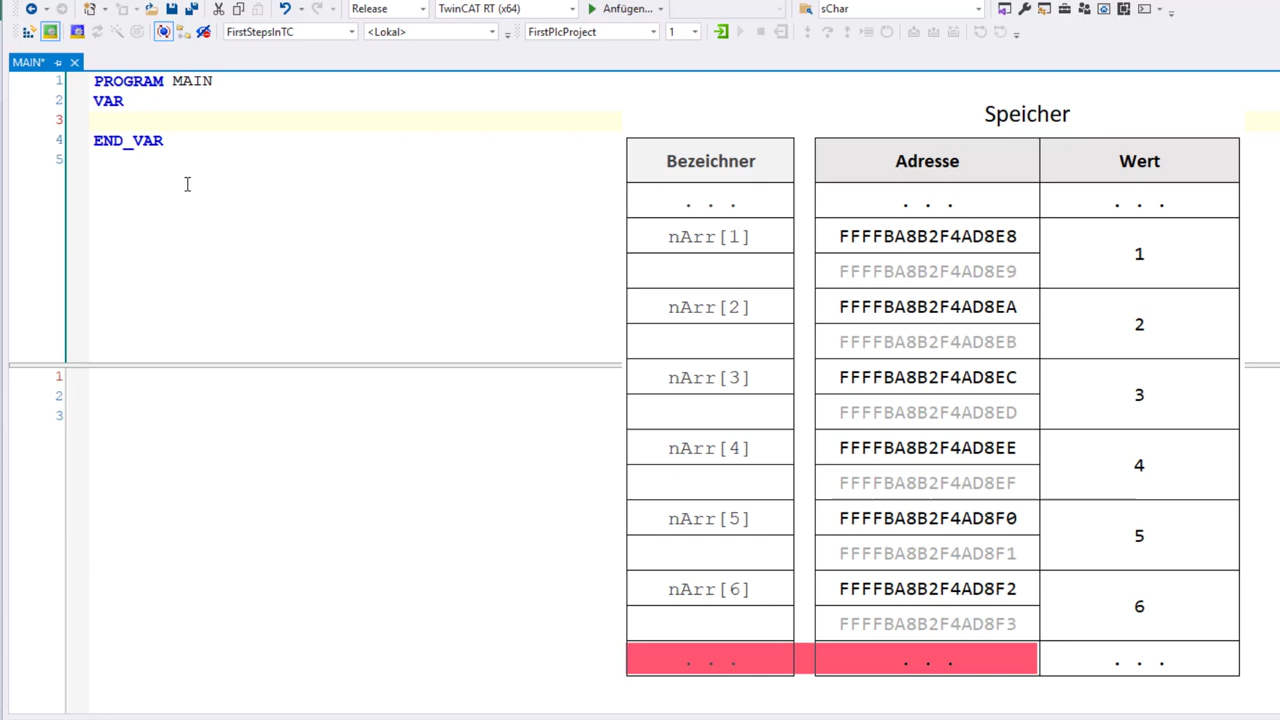 Release TwinCAT RT (x64) Anfügen... sChar
FirstStepsInTC <Lokal> FirstPlcProject 1
MAIN*
1 PROGRAM MAIN
2 VAR
3
4 END_VAR
5
1
2
3
Speicher
Bezeichner Adresse Wert
. . . . . . . . .
nArr[1] FFFFBA8B2F4AD8E8 1
FFFFBA8B2F4AD8E9
nArr[2] FFFFBA8B2F4AD8EA 2
FFFFBA8B2F4AD8EB
nArr[3] FFFFBA8B2F4AD8EC 3
FFFFBA8B2F4AD8ED
nArr[4] FFFFBA8B2F4AD8EE 4
FFFFBA8B2F4AD8EF
nArr[5] FFFFBA8B2F4AD8F0 5
FFFFBA8B2F4AD8F1
nArr[6] FFFFBA8B2F4AD8F2 6
FFFFBA8B2F4AD8F3
. . . . . . . . .